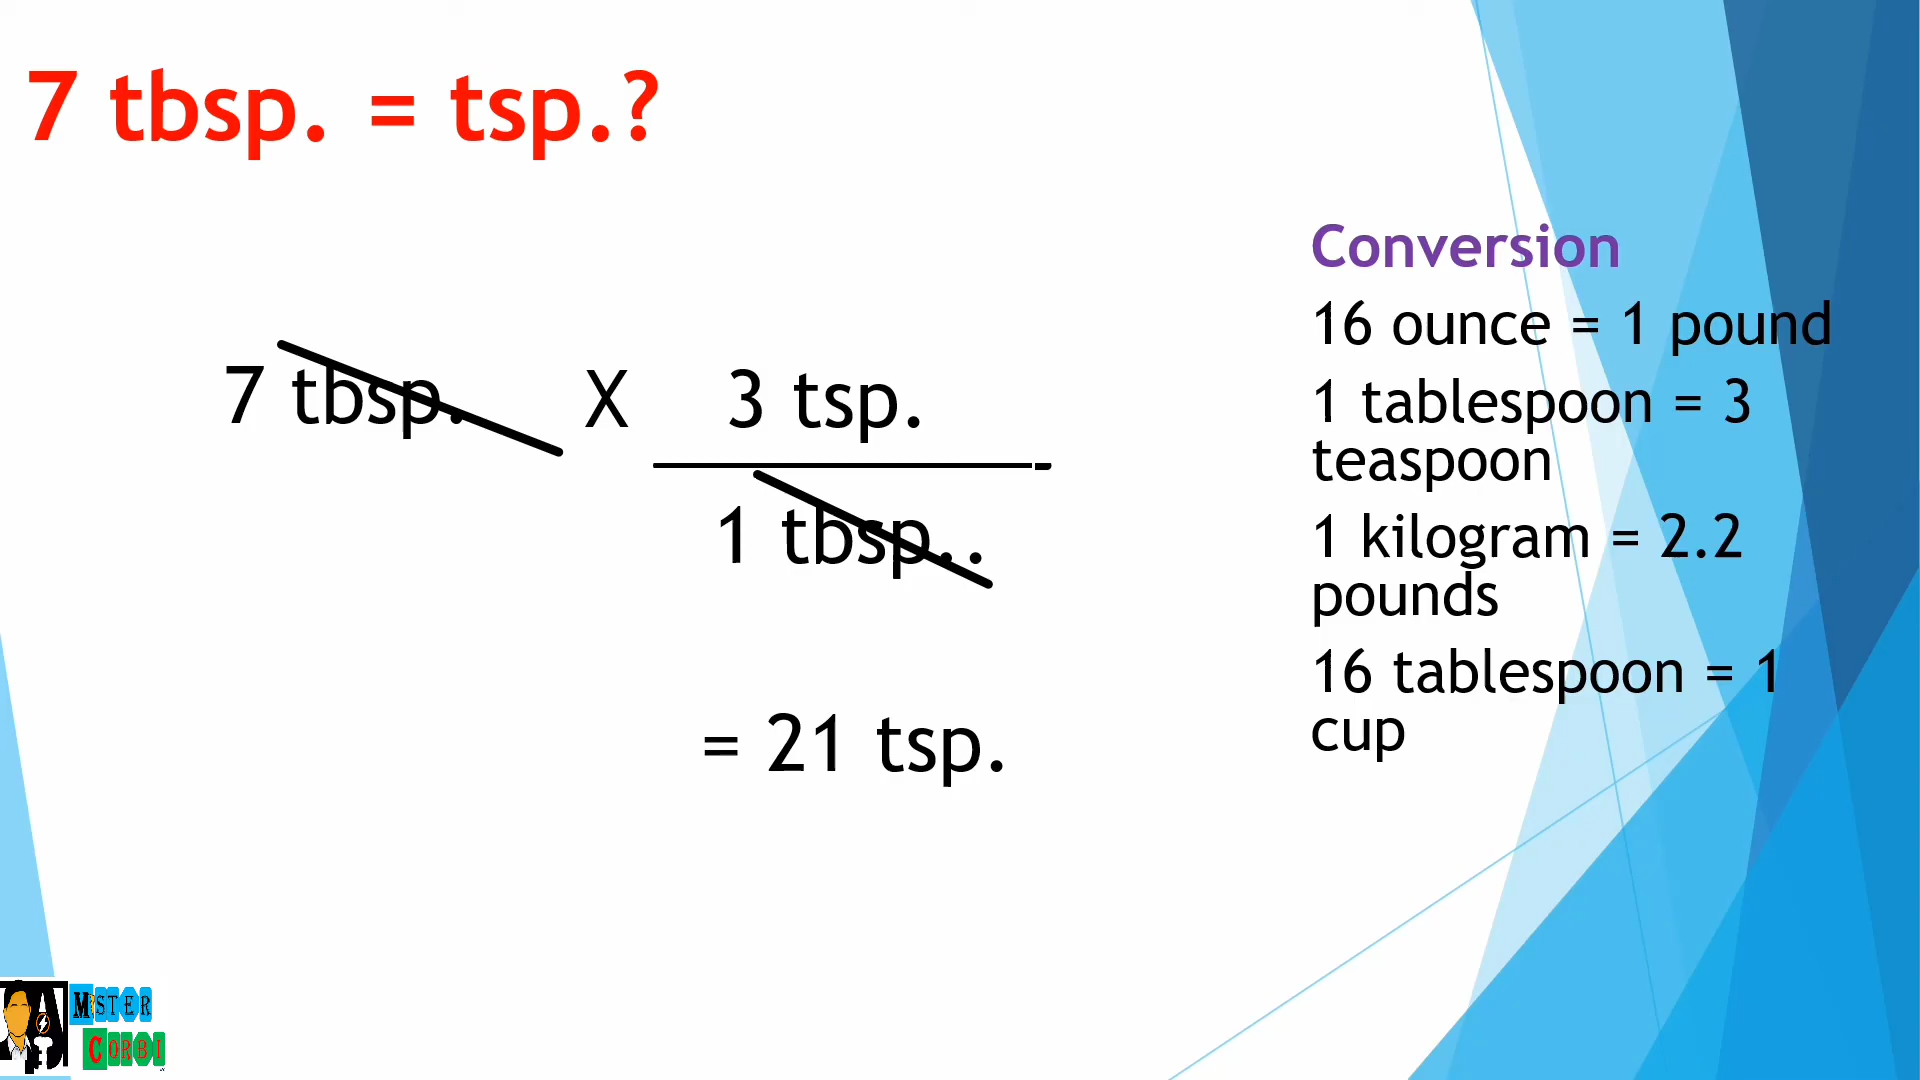 7 tbsp. = tsp.?
7 tbsp. X 3 tsp.
1 tbsp..
= 21 tsp.
Conversion
16 ounce = 1 pound
1 tablespoon = 3
teaspoon
1 kilogram = 2.2
pounds
16 tablespoon = 1
cup
MISTER
CORBI